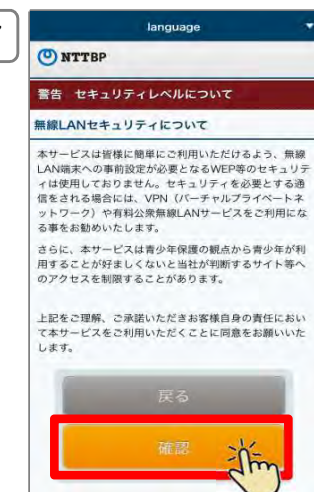 language
NTTBP
警告 セキュリティレベルについて
無線LANセキュリティについて
本サービスは皆様に簡単にご利用いただけるよう、無線
LAN端末への事前設定が必要となるWEP等のセキュリテ
ィは使用しておりません。セキュリティを必要とする通
信をされる場合には、VPN（バーチャルプライベートネ
ットワーク）や有料公衆無線LANサービスをご利用にな
る事をお勧めいたします。
さらに、本サービスは青少年保護の観点から青少年が利
用することが好ましくないと当社が判断するサイト等へ
のアクセスを制限することがあります。
上記をご理解、ご承諾いただきお客様自身の責任におい
て本サービスをご利用いただくことに同意をお願いいた
します。
戻る
確認